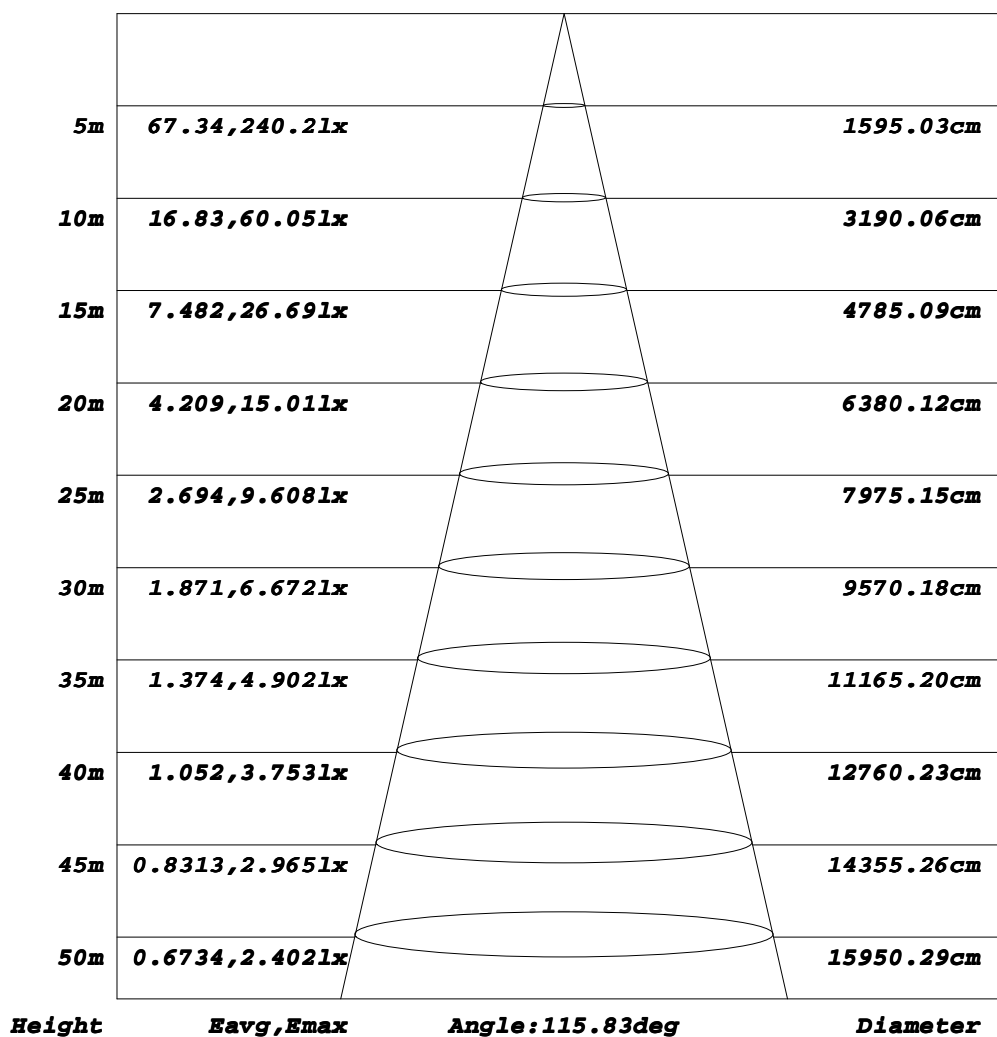 5m 67.34,240.2lx 1595.03cm
10m 16.83,60.05lx 3190.06cm
15m 7.482,26.69lx 4785.09cm
20m 4.209,15.01lx 6380.12cm
25m 2.694,9.608lx 7975.15cm
30m 1.871,6.672lx 9570.18cm
35m 1.374,4.902lx 11165.20cm
40m 1.052,3.753lx 12760.23cm
45m 0.8313,2.965lx 14355.26cm
50m 0.6734,2.402lx 15950.29cm
Height Eavg,Emax Angle:115.83deg Diameter